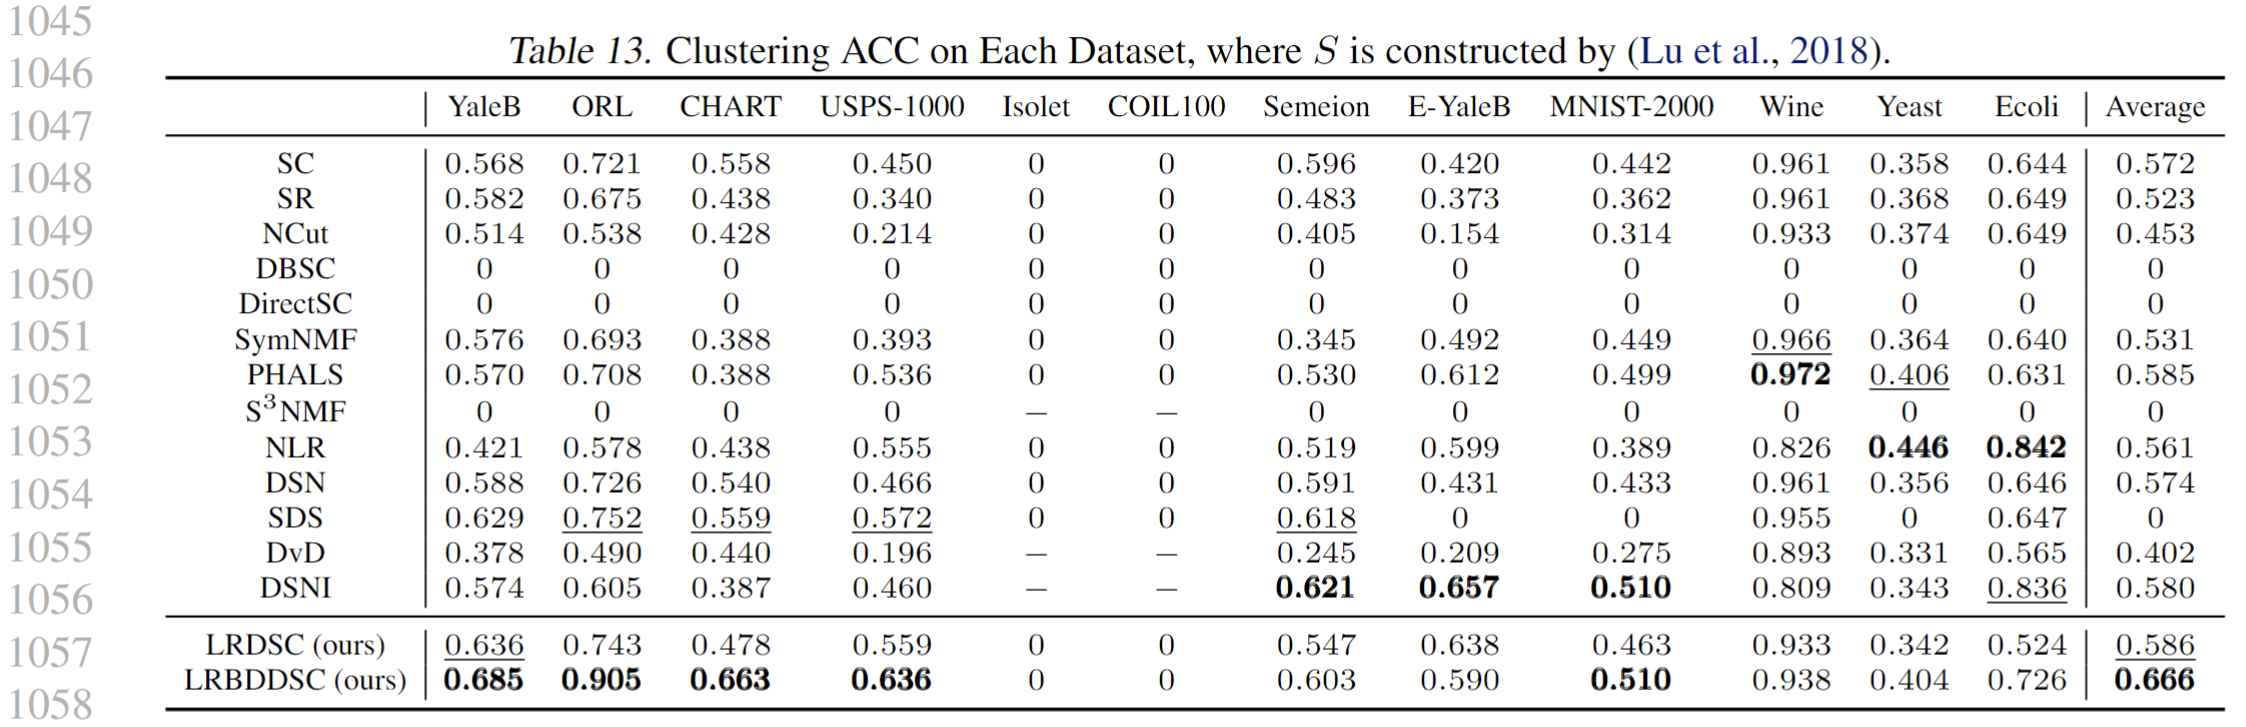 1045
Table 13. Clustering ACC on Each Dataset, where S is constructed by (Lu et al., 2018).
1046
YaleB ORL CHART USPS-1000 Isolet COIL100 Semeion E-YaleB MNIST-2000 Wine Yeast Ecoli Average
1047
SC 0.568 0.721 0.558 0.450 0 0 0.596 0.420 0.442 0.961 0.358 0.644 0.572
1048
SR 0.582 0.675 0.438 0.340 0 0 0.483 0.373 0.362 0.961 0.368 0.649 0.523
1049
NCut 0.514 0.538 0.428 0.214 0 0 0.405 0.154 0.314 0.933 0.374 0.649 0.453
DBSC 0 0 0 0 0 0 0 0 0 0 0 0 0
1050
DirectSC 0 0 0 0 0 0 0 0 0 0 0 0 0
1051
SymNMF 0.576 0.693 0.388 0.393 0 0 0.345 0.492 0.449 0.966 0.364 0.640 0.531
PHALS 0.570 0.708 0.388 0.536 0 0 0.530 0.612 0.499 0.972 0.406 0.631 0.585
1052
S³NMF 0 0 0 0 — — 0 0 0 0 0 0 0
1053
NLR 0.421 0.578 0.438 0.555 0 0 0.519 0.599 0.389 0.826 0.446 0.842 0.561
DSN 0.588 0.726 0.540 0.466 0 0 0.591 0.431 0.433 0.961 0.356 0.646 0.574
1054
SDS 0.629 0.752 0.559 0.572 0 0 0.618 0 0 0.955 0 0.647 0
1055
DvD 0.378 0.490 0.440 0.196 — — 0.245 0.209 0.275 0.893 0.331 0.565 0.402
DSNI 0.574 0.605 0.387 0.460 — — 0.621 0.657 0.510 0.809 0.343 0.836 0.580
1056
LRDSC (ours) 0.636 0.743 0.478 0.559 0 0 0.547 0.638 0.463 0.933 0.342 0.524 0.586
1057
LRBDDSC (ours) 0.685 0.905 0.663 0.636 0 0 0.603 0.590 0.510 0.938 0.404 0.726 0.666
1058